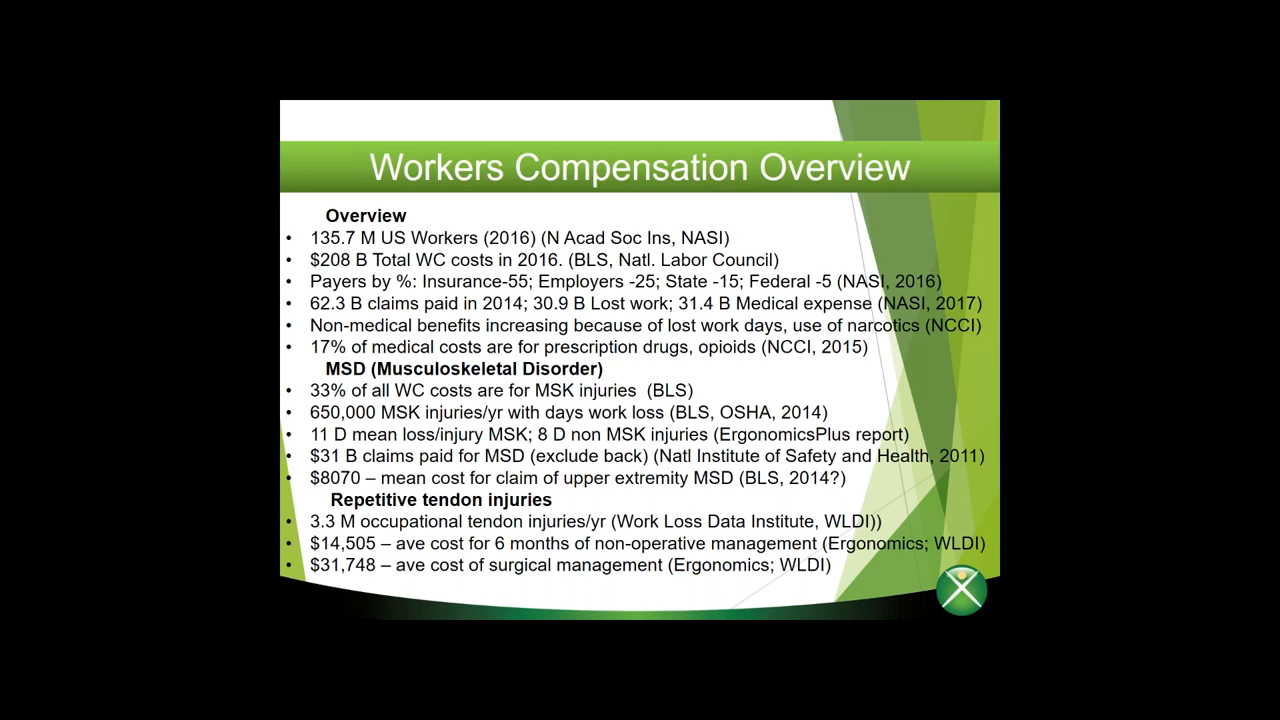 Workers Compensation Overview
Overview
• 135.7 M US Workers (2016) (N Acad Soc Ins, NASI)
• $208 B Total WC costs in 2016. (BLS, Natl. Labor Council)
• Payers by %: Insurance-55; Employers -25; State -15; Federal -5 (NASI, 2016)
• 62.3 B claims paid in 2014; 30.9 B Lost work; 31.4 B Medical expense (NASI, 2017)
• Non-medical benefits increasing because of lost work days, use of narcotics (NCCI)
• 17% of medical costs are for prescription drugs, opioids (NCCI, 2015)
MSD (Musculoskeletal Disorder)
• 33% of all WC costs are for MSK injuries  (BLS)
• 650,000 MSK injuries/yr with days work loss (BLS, OSHA, 2014)
• 11 D mean loss/injury MSK; 8 D non MSK injuries (ErgonomicsPlus report)
• $31 B claims paid for MSD (exclude back) (Natl Institute of Safety and Health, 2011)
• $8070 – mean cost for claim of upper extremity MSD (BLS, 2014?)
Repetitive tendon injuries
• 3.3 M occupational tendon injuries/yr (Work Loss Data Institute, WLDI))
• $14,505 – ave cost for 6 months of non-operative management (Ergonomics; WLDI)
• $31,748 – ave cost of surgical management (Ergonomics; WLDI)